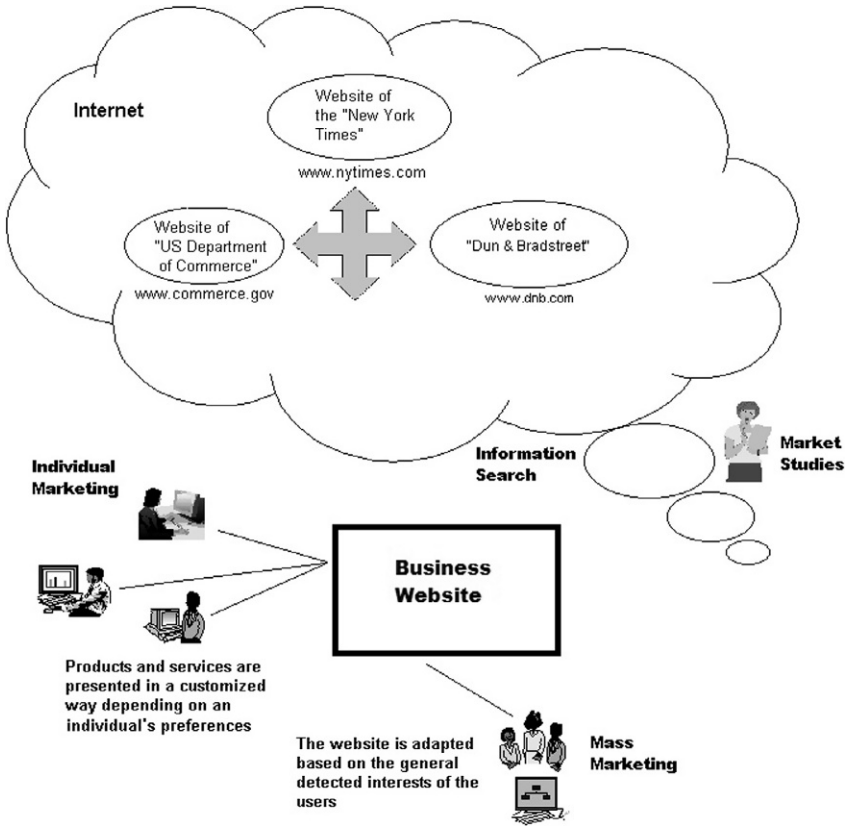 Internet
Website of
the "New York
Times"
www.nytimes.com
Website of
"US Department
of Commerce"
www.commerce.gov
Website of
"Dun & Bradstreet"
www.dnb.com
Information
Search
Market
Studies
Individual
Marketing
Business
Website
Products and services are
presented in a customized
way depending on an
individual's preferences
The website is adapted
based on the general
detected interests of the
users
Mass
Marketing